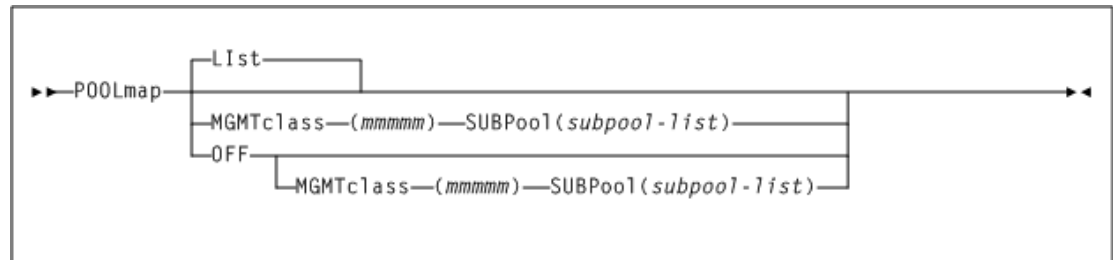 LIst
POOLmap
MGMTclass (mmmmm) SUBPool(subpool-list)
OFF
MGMTclass (mmmmm) SUBPool(subpool-list)